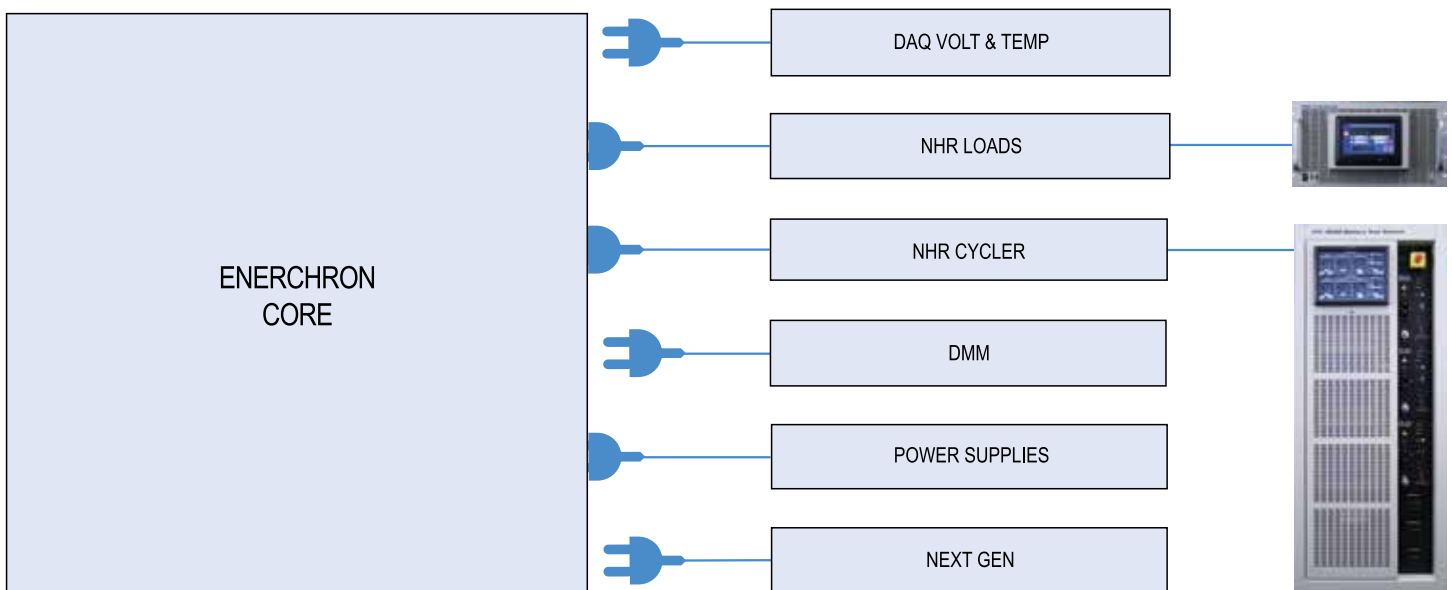 ENERCHRON
CORE
DAQ VOLT & TEMP
NHR LOADS
NHR CYCLER
DMM
POWER SUPPLIES
NEXT GEN